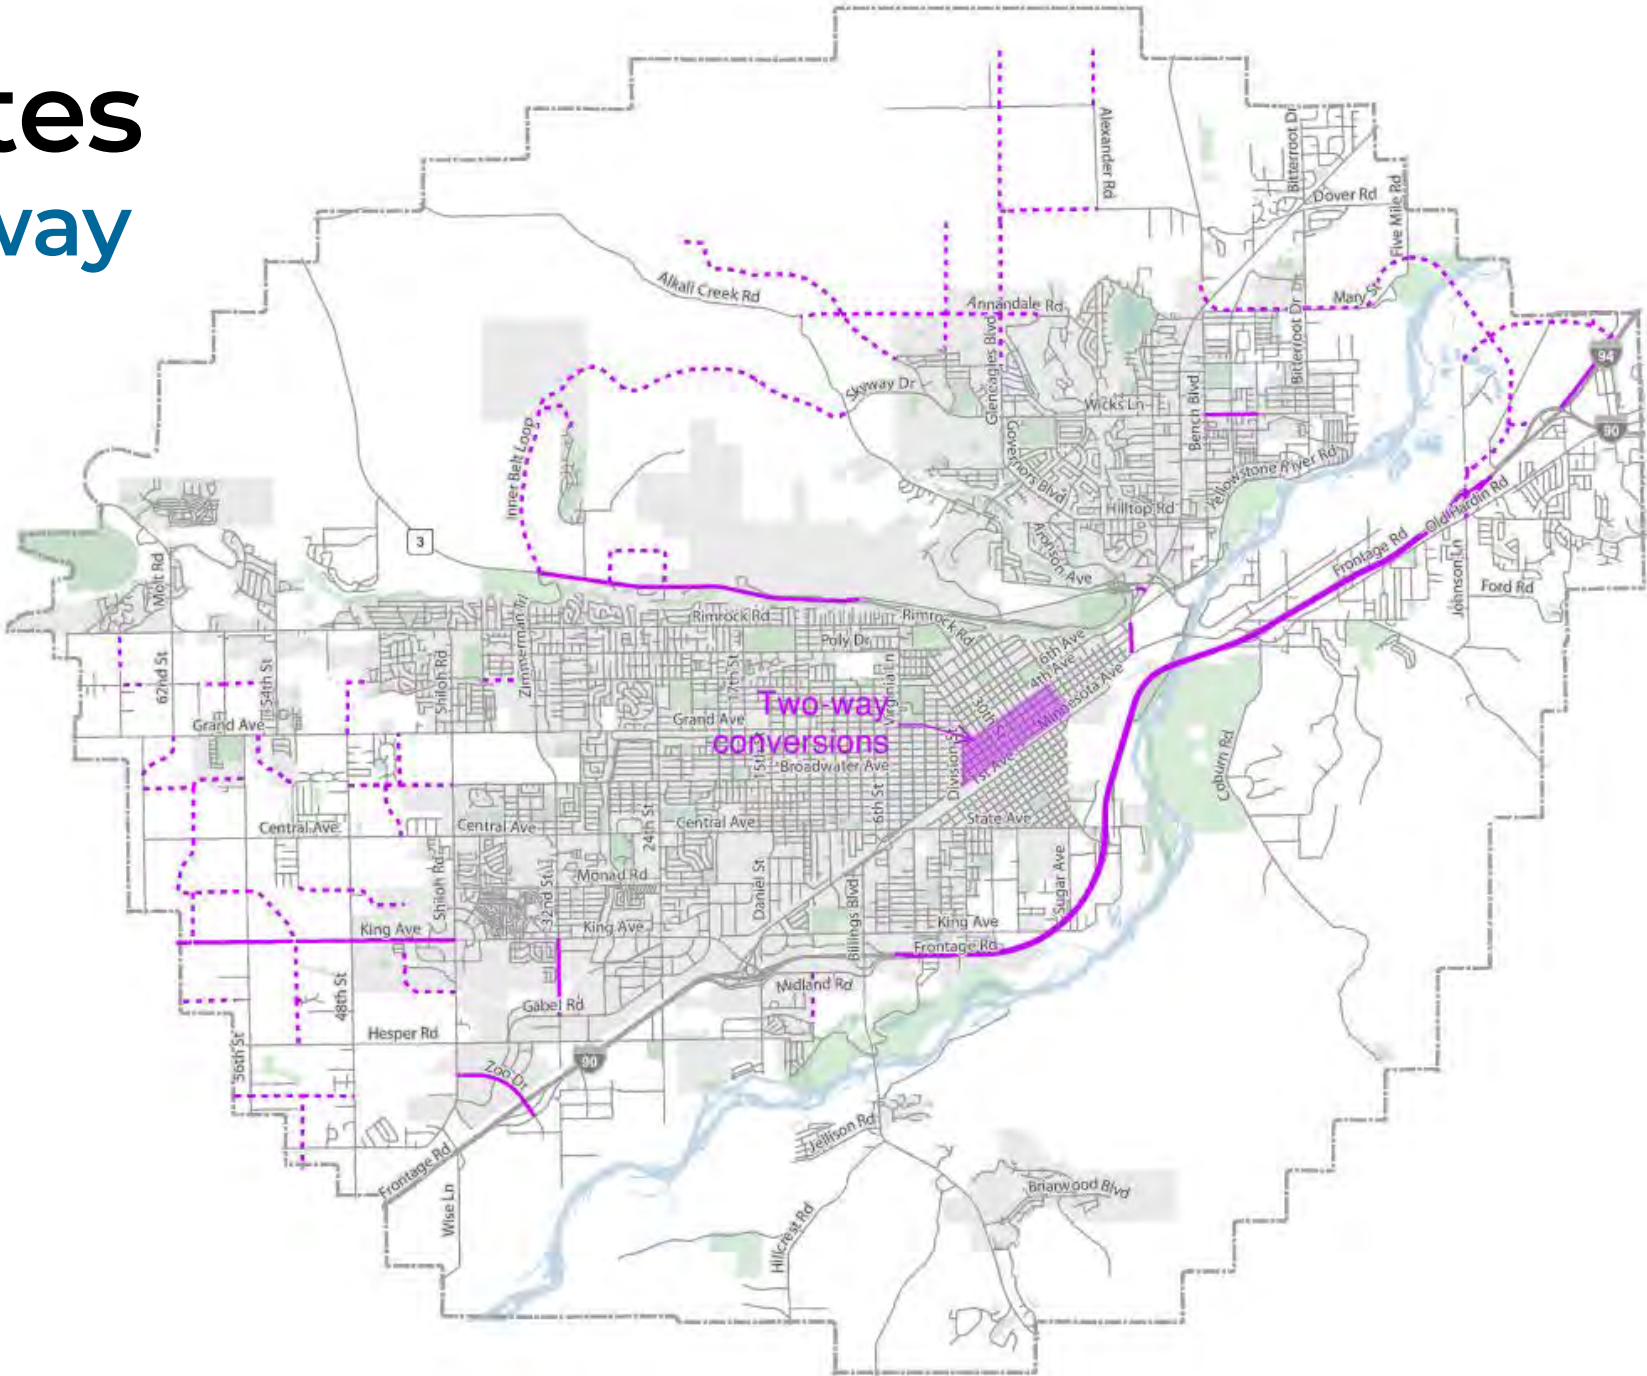 tes
way
Alexander Rd
Bitterroot Dr
Dover Rd
Five Mile Rd
Alkali Creek Rd
Annandale Rd
Mary St
Bitterroot Dr
Gleneagles Blvd
94
Skyway Dr
Wicks Ln
Bench Blvd
90
Inner Belt Loop
Governors Blvd
Yellowstone River Rd
Hilltop Rd
Old Hardin Rd
3
Aronson Ave
Frontage Rd
Johnson Ln
Ford Rd
Molt Rd
Rimrock Rd
Rimrock Rd
Poly Dr
6th Ave
4th Ave
Minnesota Ave
62nd St
54th St
Shiloh Rd
Zimmerman Trl
17th St
Virginia Ln
30th St
Two-way
conversions
Grand Ave
Grand Ave
15th St
Broadwater Ave
Division St
1st Ave
Coburn Rd
Central Ave
Central Ave
24th St
Central Ave
6th St
State Ave
Shiloh Rd
32nd St
Monad Rd
Daniel St
Billings Blvd
Sugar Ave
King Ave
King Ave
King Ave
Frontage Rd
48th St
Gabel Rd
Midland Rd
Hesper Rd
56th St
Zoo Dr
90
Jellison Rd
Frontage Rd
Wise Ln
Hillcrest Rd
Briarwood Blvd